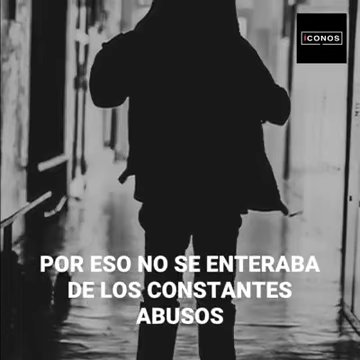 ICONOS
POR ESO NO SE ENTERABA
DE LOS CONSTANTES
ABUSOS